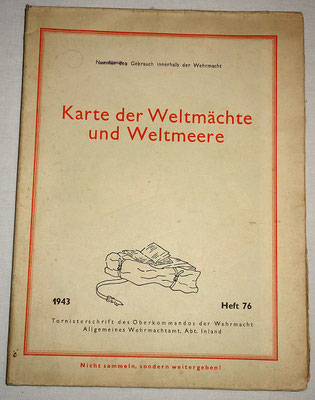 Nur für den Gebrauch innerhalb der Wehrmacht
Karte der Weltmächte
und Weltmeere
1943
Heft 76
Tornisterschrift des Oberkommandos der Wehrmacht
Allgemeines Wehrmachtamt, Abt. Inland
Nicht sammeln, sondern weitergeben!